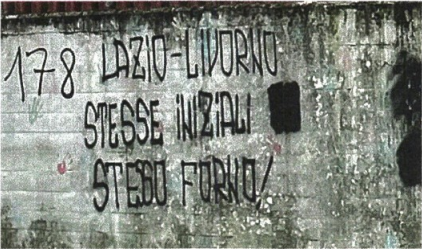 178 LAZIO-LIVORNO
STESSE INIZIALI
STESSO FORNO!